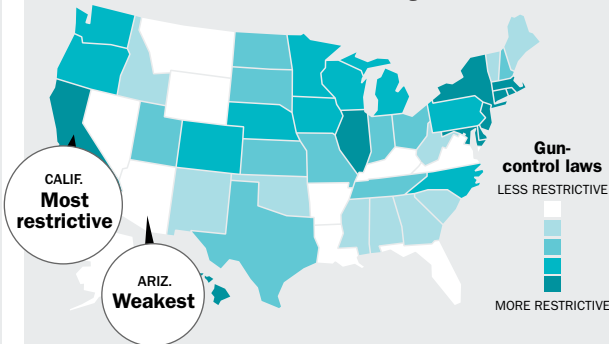 CALIF.
Most
restrictive
ARIZ.
Weakest
Gun-
control laws
LESS RESTRICTIVE
MORE RESTRICTIVE